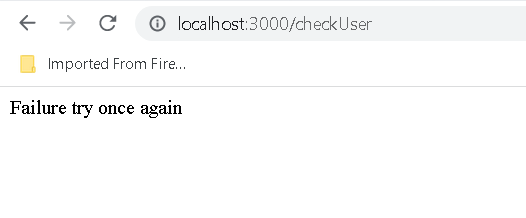 localhost:3000/checkUser
Imported From Fire...
Failure try once again